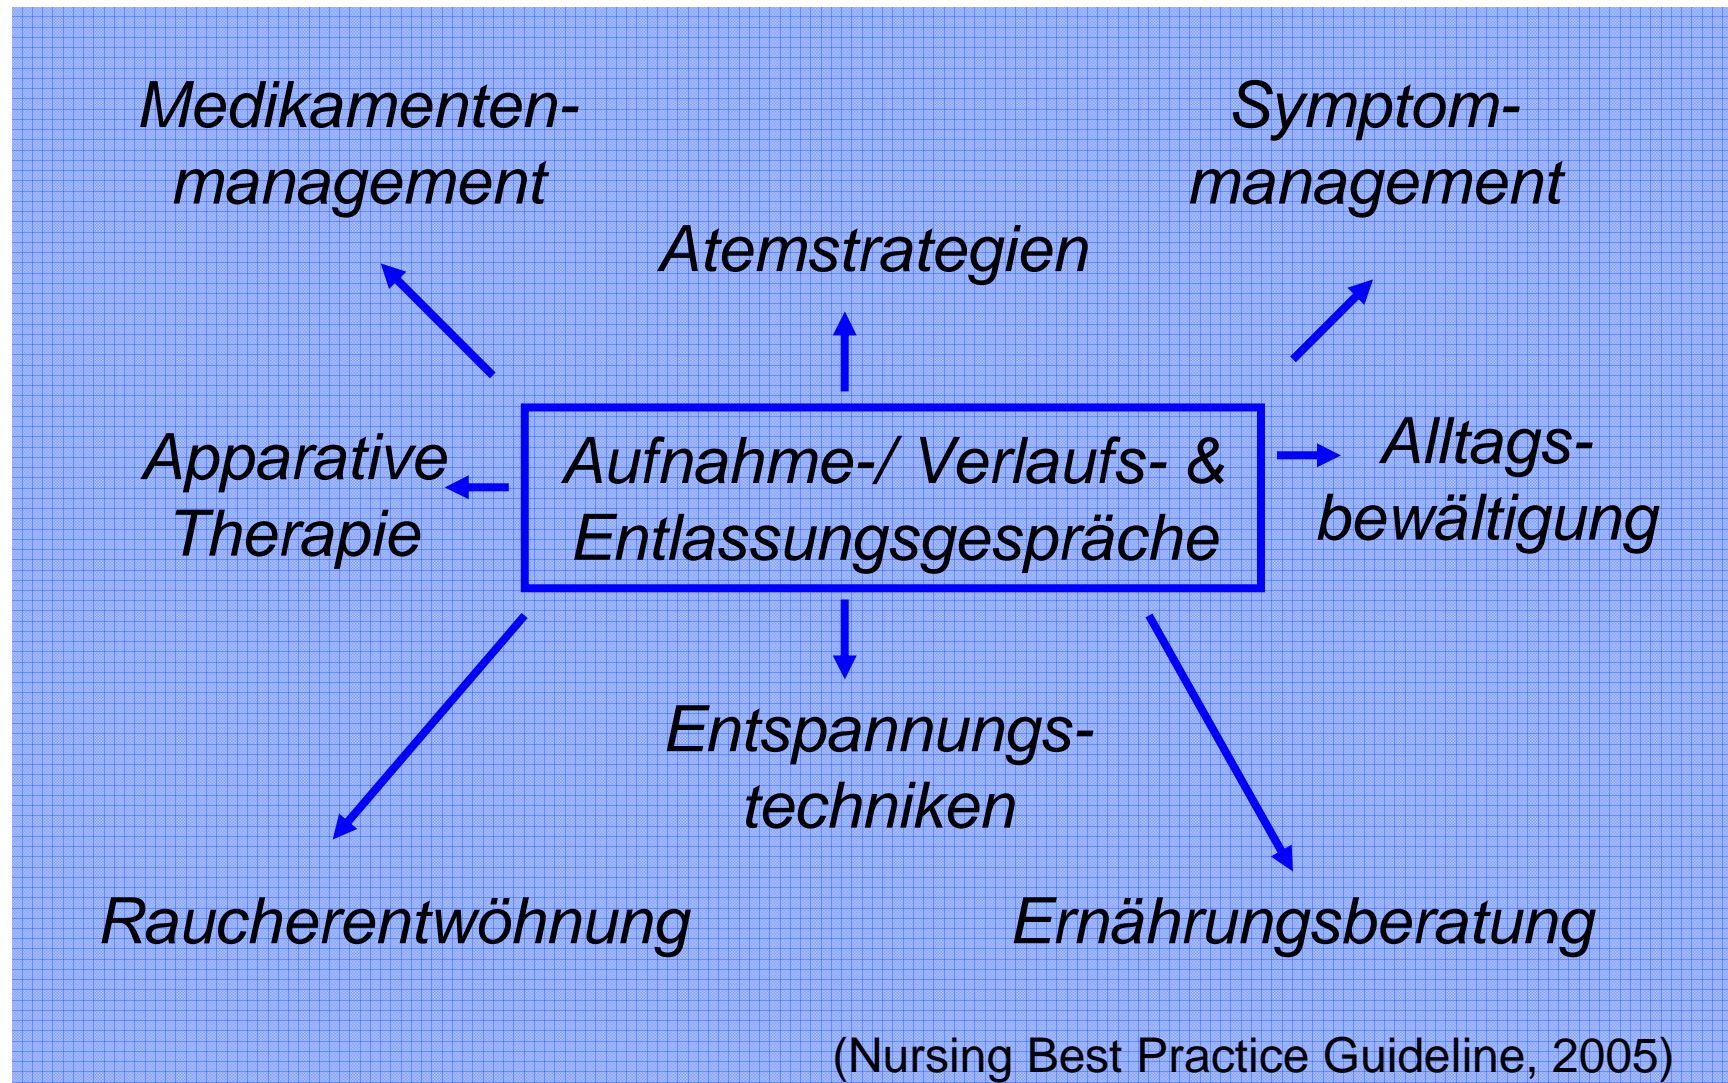 Medikamenten-
management
Symptom-
management
Atemstrategien
Apparative
Therapie
Aufnahme-/ Verlaufs- &
Entlassungsgespräche
Alltags-
bewältigung
Entspannungs-
techniken
Raucherentwöhnung
Ernährungsberatung
(Nursing Best Practice Guideline, 2005)